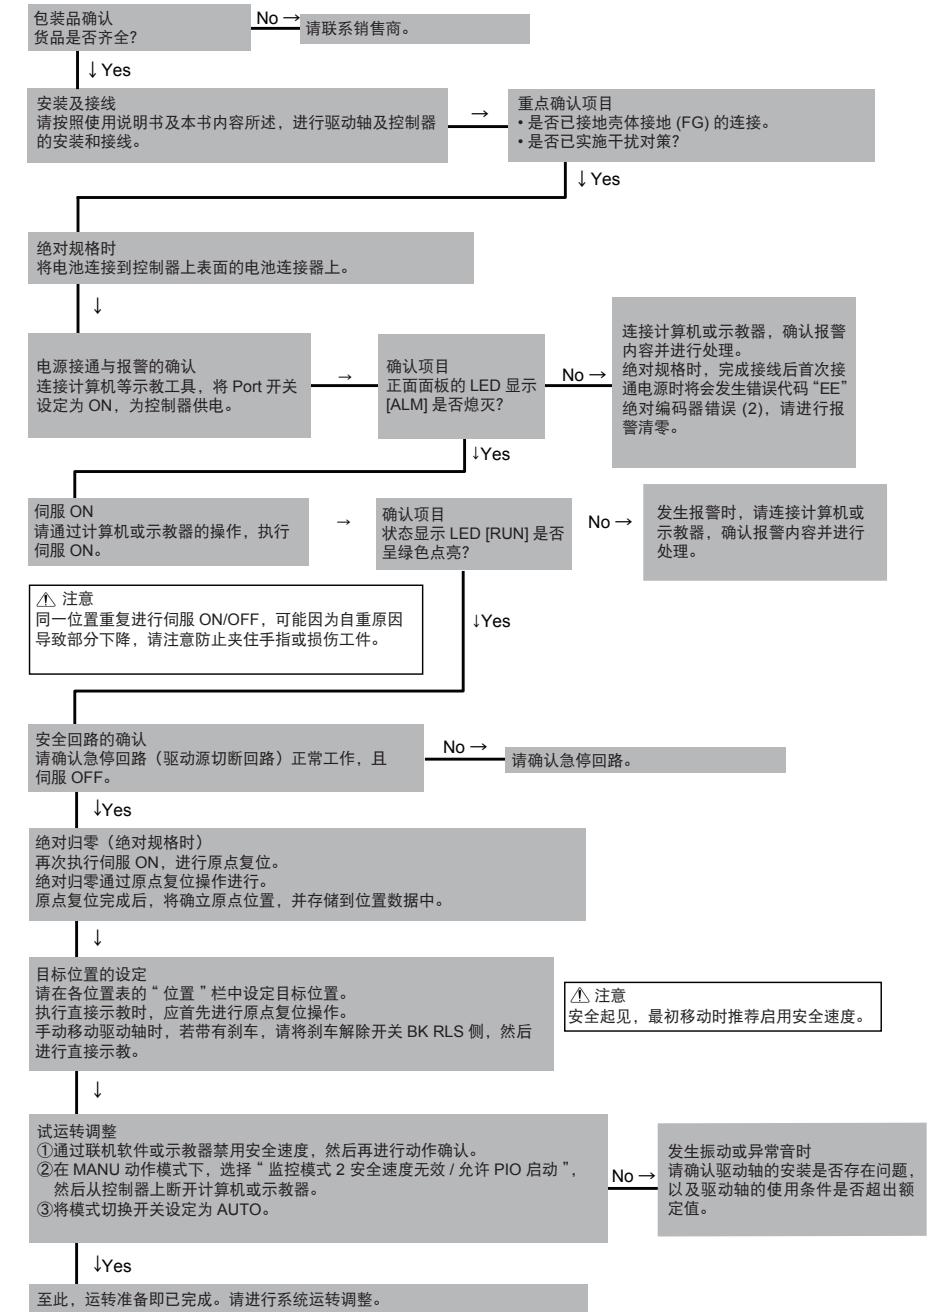 包装品确认
货品是否齐全？
No →
请联系销售商。
↓Yes
安装及接线
请按照使用说明书及本书内容所述，进行驱动轴及控制器
的安装和接线。
→
重点确认项目
• 是否已接地壳体接地 (FG) 的连接。
• 是否已实施干扰对策？
↓Yes
绝对规格时
将电池连接到控制器上表面的电池连接器上。
↓
电源接通与报警的确认
连接计算机等示教工具，将 Port 开关
设定为 ON，为控制器供电。
→
确认项目
正面面板的 LED 显示
[ALM] 是否熄灭？
No →
连接计算机或示教器，确认报警
内容并进行处理。
绝对规格时，完成接线后首次接
通电源时将会发生错误代码“EE”
绝对编码器错误 (2)，请进行报
警清零。
↓Yes
伺服 ON
请通过计算机或示教器的操作，执行
伺服 ON。
→
确认项目
状态显示 LED [RUN] 是否
呈绿色点亮？
No →
发生报警时，请连接计算机或
示教器，确认报警内容并进行
处理。
⚠ 注意
同一位置重复进行伺服 ON/OFF，可能因为自重原因
导致部分下降，请注意防止夹住手指或损伤工件。
↓Yes
安全回路的确认
请确认急停回路（驱动源切断回路）正常工作，且
伺服 OFF。
No →
请确认急停回路。
↓Yes
绝对归零（绝对规格时）
再次执行伺服 ON，进行原点复位。
绝对归零通过原点复位操作进行。
原点复位完成后，将确立原点位置，并存储到位置数据中。
↓
目标位置的设定
请在各位置表的“ 位置 ”栏中设定目标位置。
执行直接示教时，应首先进行原点复位操作。
手动移动驱动轴时，若带有刹车，请将刹车解除开关 BK RLS 侧，然后
进行直接示教。
⚠ 注意
安全起见，最初移动时推荐启用安全速度。
↓
试运转调整
①通过联机软件或示教器禁用安全速度，然后再进行动作确认。
②在 MANU 动作模式下，选择“ 监控模式 2 安全速度无效 / 允许 PIO 启动 ”，
然后从控制器上断开计算机或示教器。
③将模式切换开关设定为 AUTO。
No →
发生振动或异常音时
请确认驱动轴的安装是否存在问题，
以及驱动轴的使用条件是否超出额
定值。
↓Yes
至此，运转准备即已完成。请进行系统运转调整。